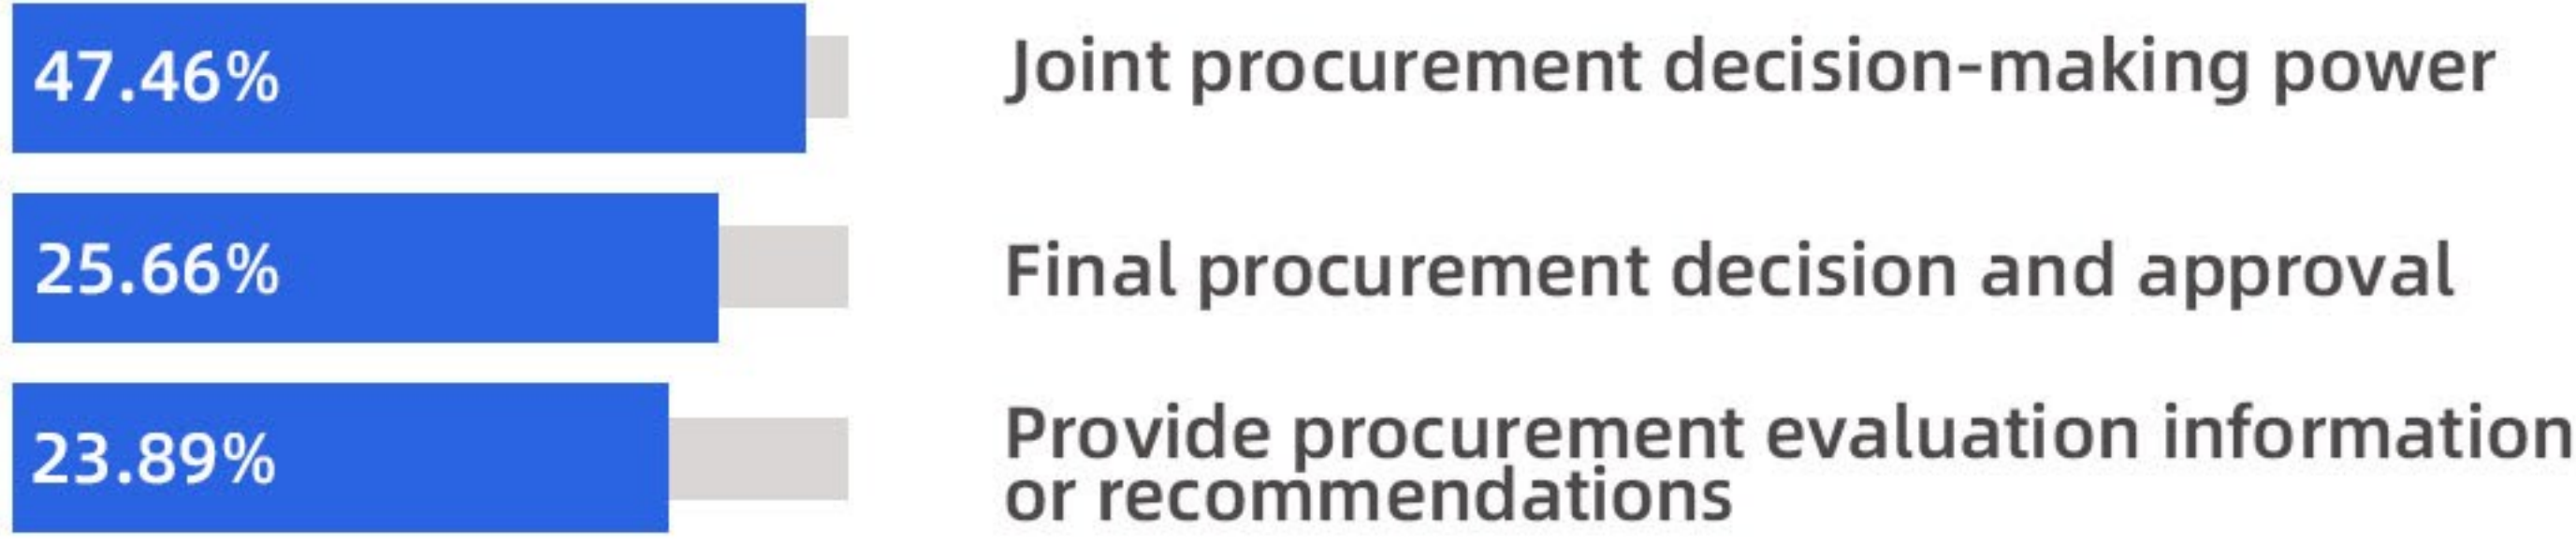 47.46% Joint procurement decision-making power
25.66% Final procurement decision and approval
23.89% Provide procurement evaluation information
or recommendations